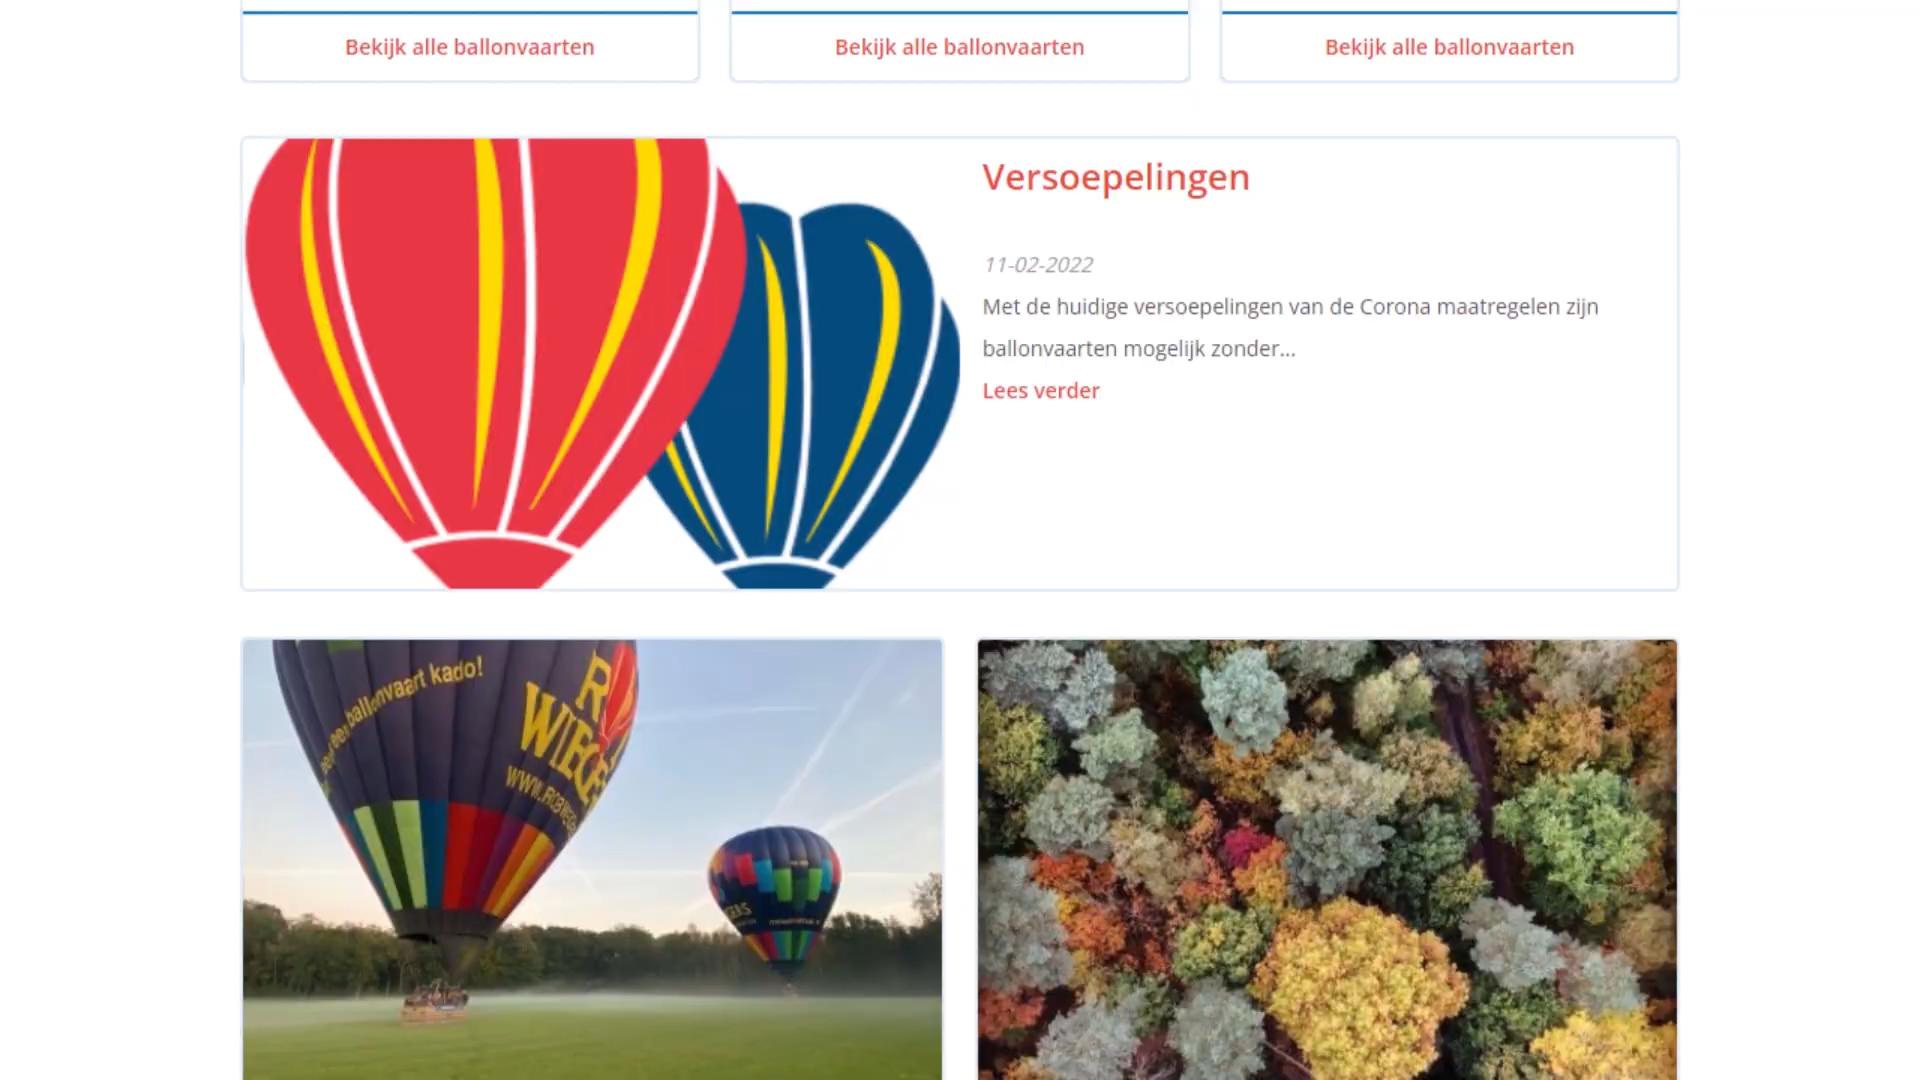 Bekijk alle ballonvaarten
Bekijk alle ballonvaarten
Bekijk alle ballonvaarten
Versoepelingen
11-02-2022
Met de huidige versoepelingen van de Corona maatregelen zijn
ballonvaarten mogelijk zonder...
Lees verder
een ballonvaart kado!